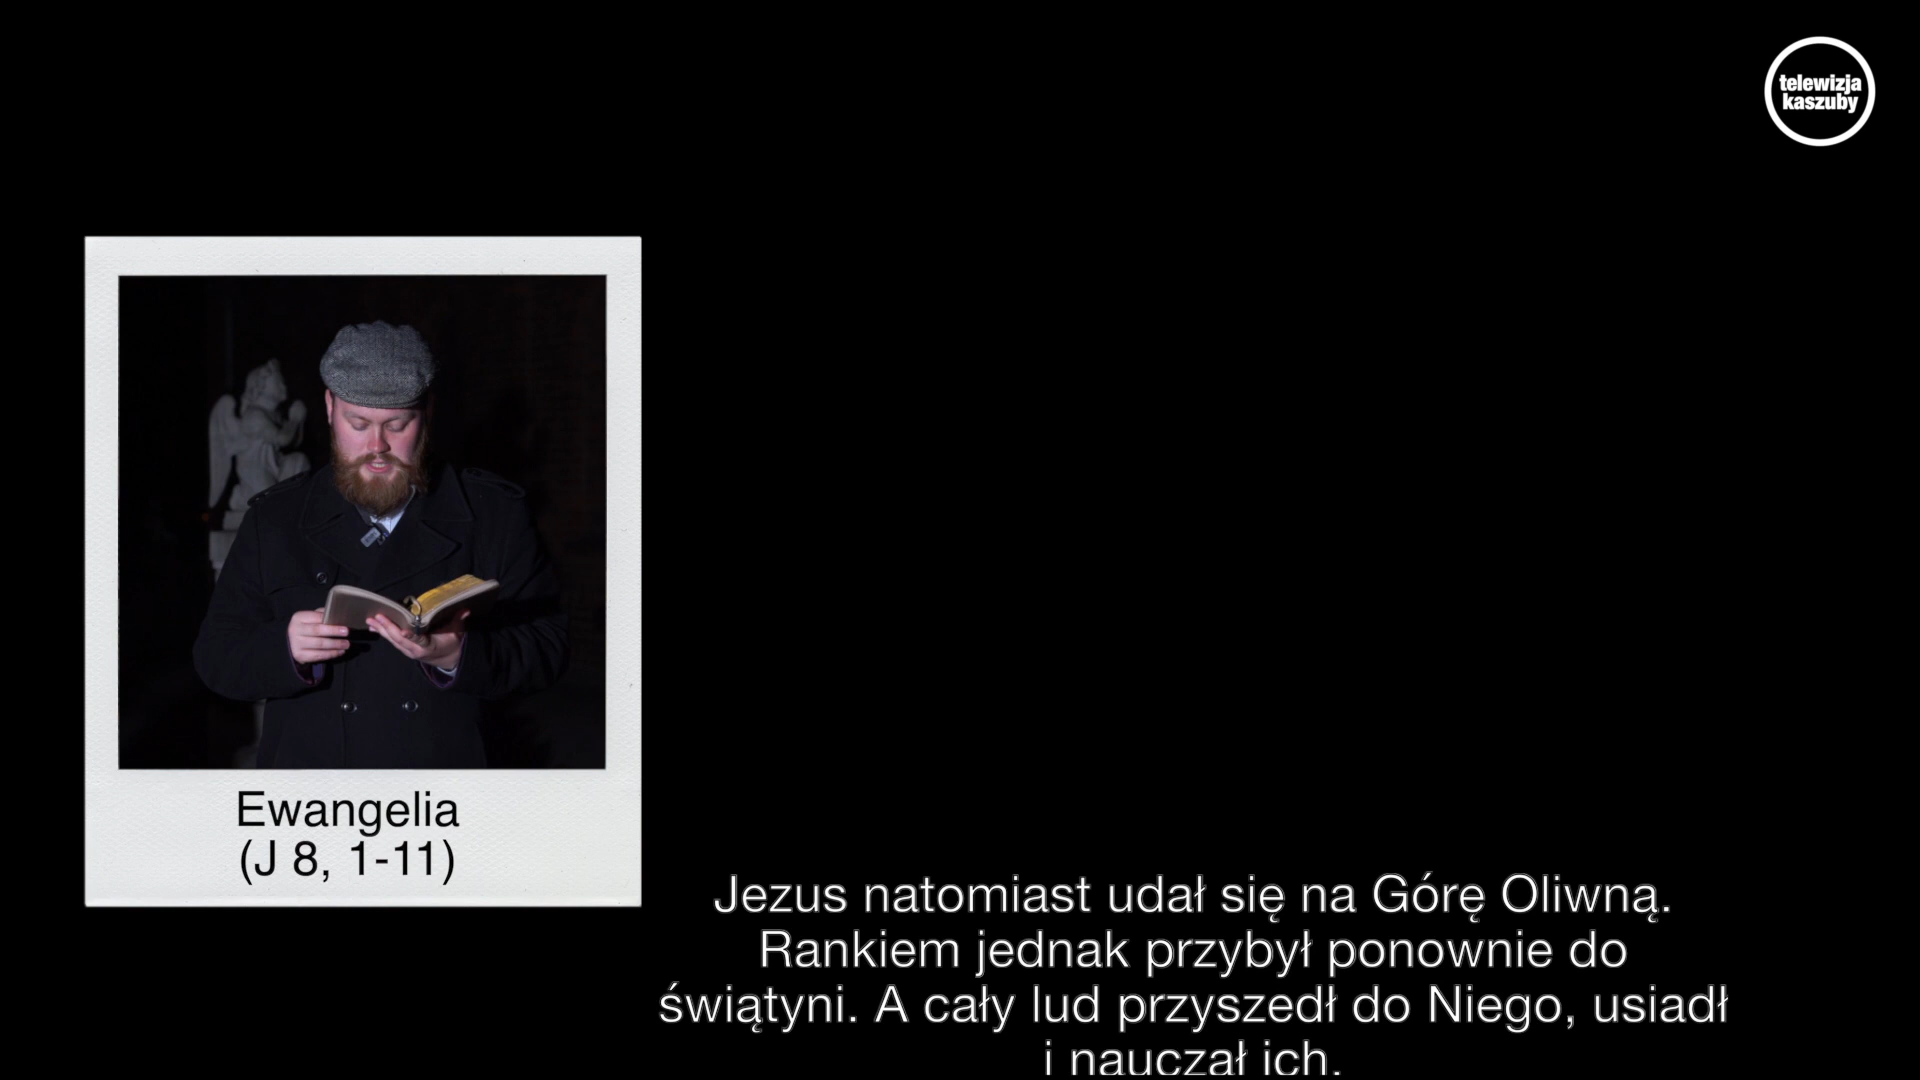 telewizja
kaszuby
Ewangelia
(J 8, 1-11)
Jezus natomiast udał się na Górę Oliwną.
Rankiem jednak przybył ponownie do
świątyni. A cały lud przyszedł do Niego, usiadł
i nauczał ich.